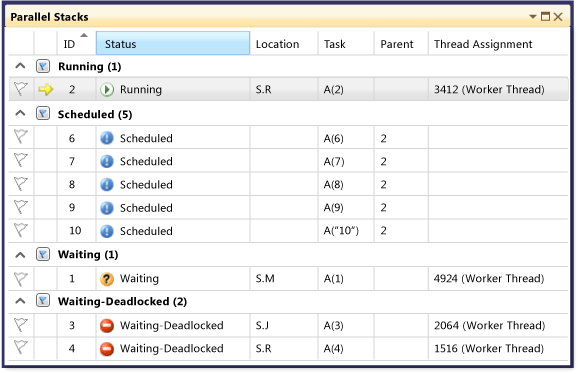 Parallel Stacks
ID Status Location Task Parent Thread Assignment
Running (1)
2 Running S.R A(2) 3412 (Worker Thread)
Scheduled (5)
6 Scheduled A(6) 2
7 Scheduled A(7) 2
8 Scheduled A(8) 2
9 Scheduled A(9) 2
10 Scheduled A("10") 2
Waiting (1)
1 Waiting S.M A(1) 4924 (Worker Thread)
Waiting-Deadlocked (2)
3 Waiting-Deadlocked S.J A(3) 2064 (Worker Thread)
4 Waiting-Deadlocked S.R A(4) 1516 (Worker Thread)